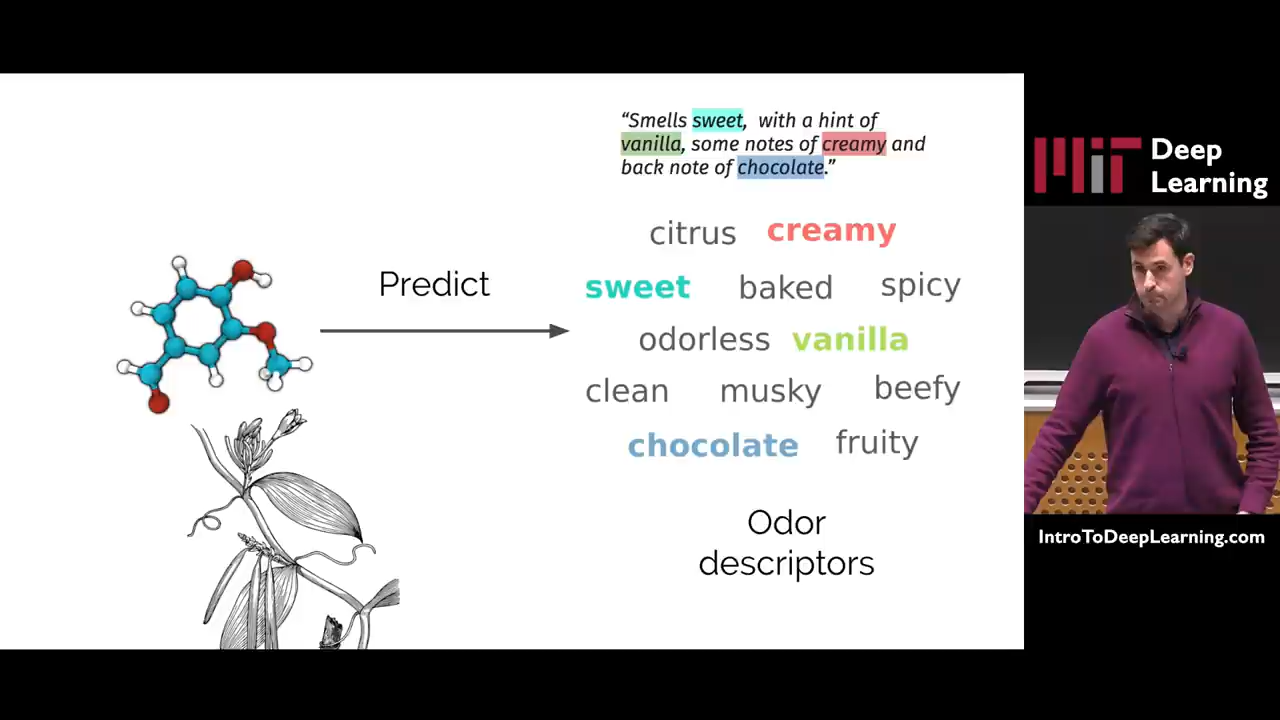 “Smells sweet, with a hint of
vanilla, some notes of creamy and
back note of chocolate.”
citrus creamy
sweet baked spicy
odorless vanilla
clean musky beefy
chocolate fruity
Predict
Odor
descriptors
MIT Deep
Learning
IntroToDeepLearning.com